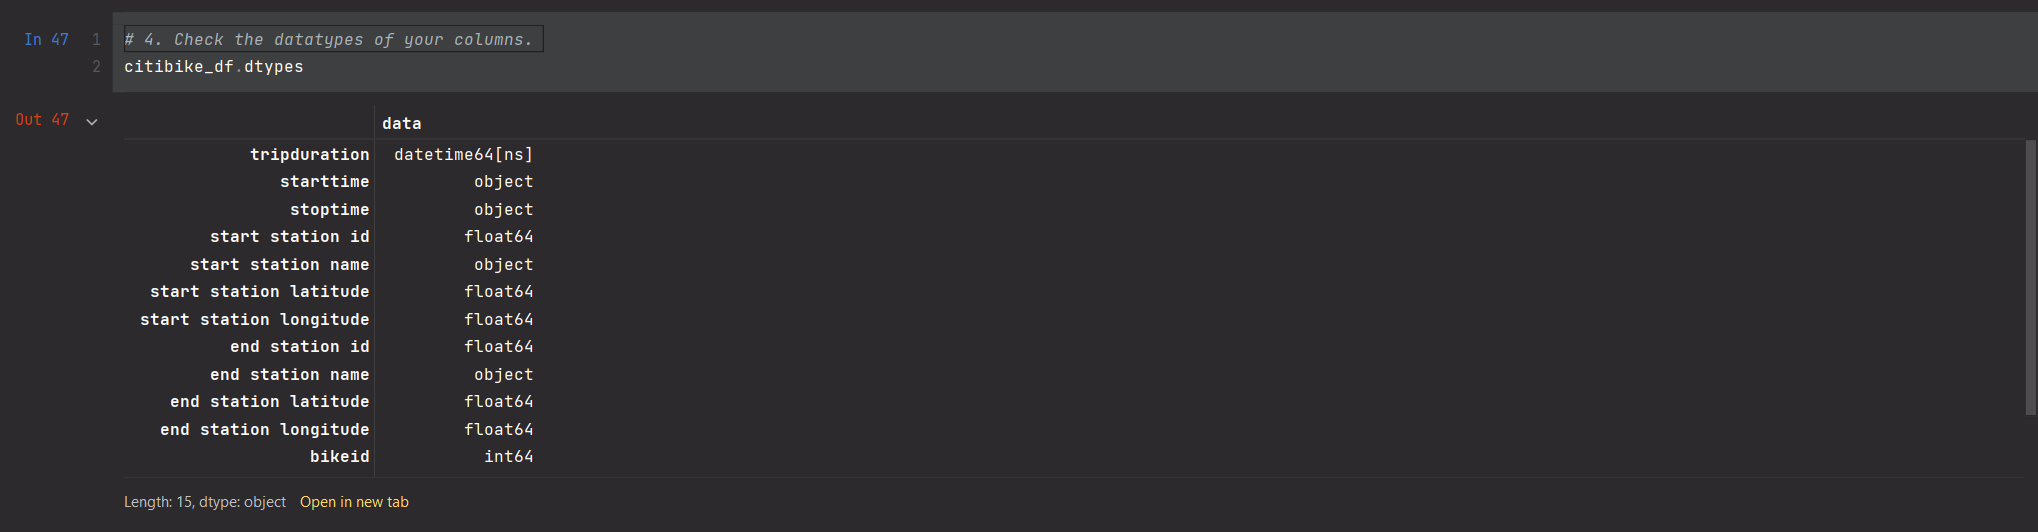 In 47 1 # 4. Check the datatypes of your columns.
2 citibike_df.dtypes
Out 47 data
tripduration datetime64[ns]
starttime object
stoptime object
start station id float64
start station name object
start station latitude float64
start station longitude float64
end station id float64
end station name object
end station latitude float64
end station longitude float64
bikeid int64
Length: 15, dtype: object Open in new tab